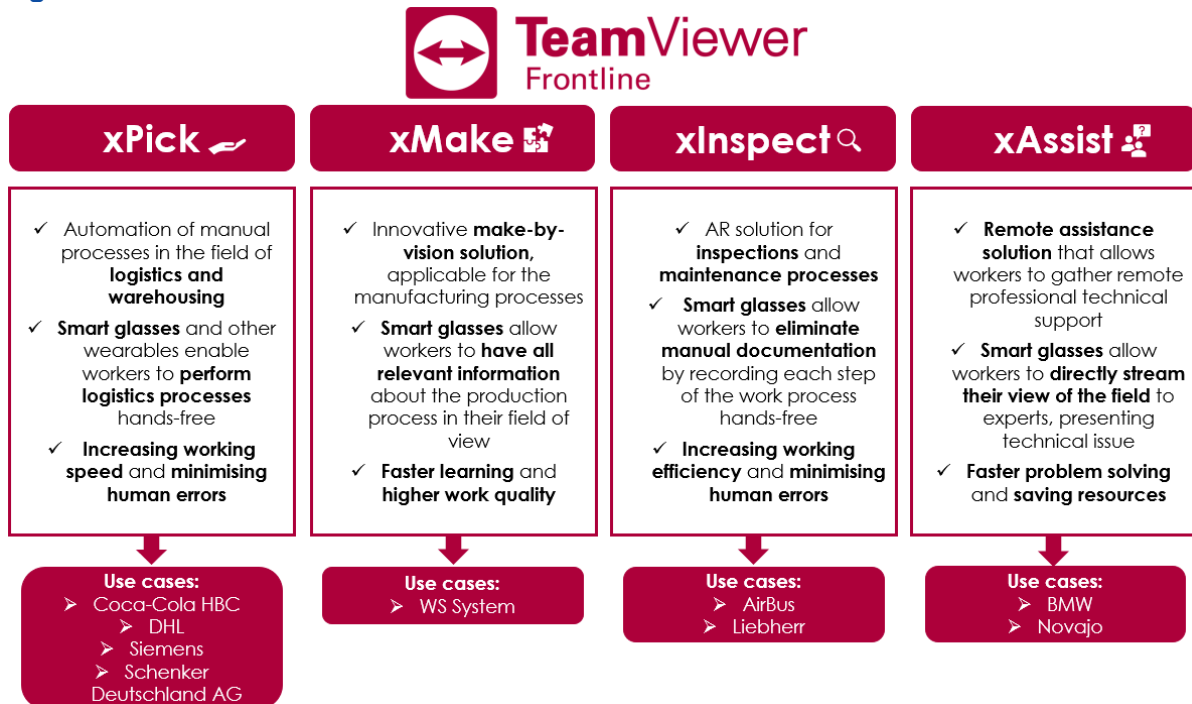 TeamViewer
Frontline
xPick
xMake
xInspect
xAssist
✓ Automation of manual
processes in the field of
logistics and
warehousing
✓ Smart glasses and other
wearables enable
workers to perform
logistics processes
hands-free
✓ Increasing working
speed and minimising
human errors
✓ Innovative make-by-
vision solution,
applicable for the
manufacturing processes
✓ Smart glasses allow
workers to have all
relevant information
about the production
process in their field of
view
✓ Faster learning and
higher work quality
✓ AR solution for
inspections and
maintenance processes
✓ Smart glasses allow
workers to eliminate
manual documentation
by recording each step
of the work process
hands-free
✓ Increasing working
efficiency and minimising
human errors
✓ Remote assistance
solution that allows
workers to gather remote
professional technical
support
✓ Smart glasses allow
workers to directly stream
their view of the field to
experts, presenting
technical issue
✓ Faster problem solving
and saving resources
Use cases:
➢ Coca-Cola HBC
➢ DHL
➢ Siemens
➢ Schenker
Deutschland AG
Use cases:
➢ WS System
Use cases:
➢ AirBus
➢ Liebherr
Use cases:
➢ BMW
➢ Novajo